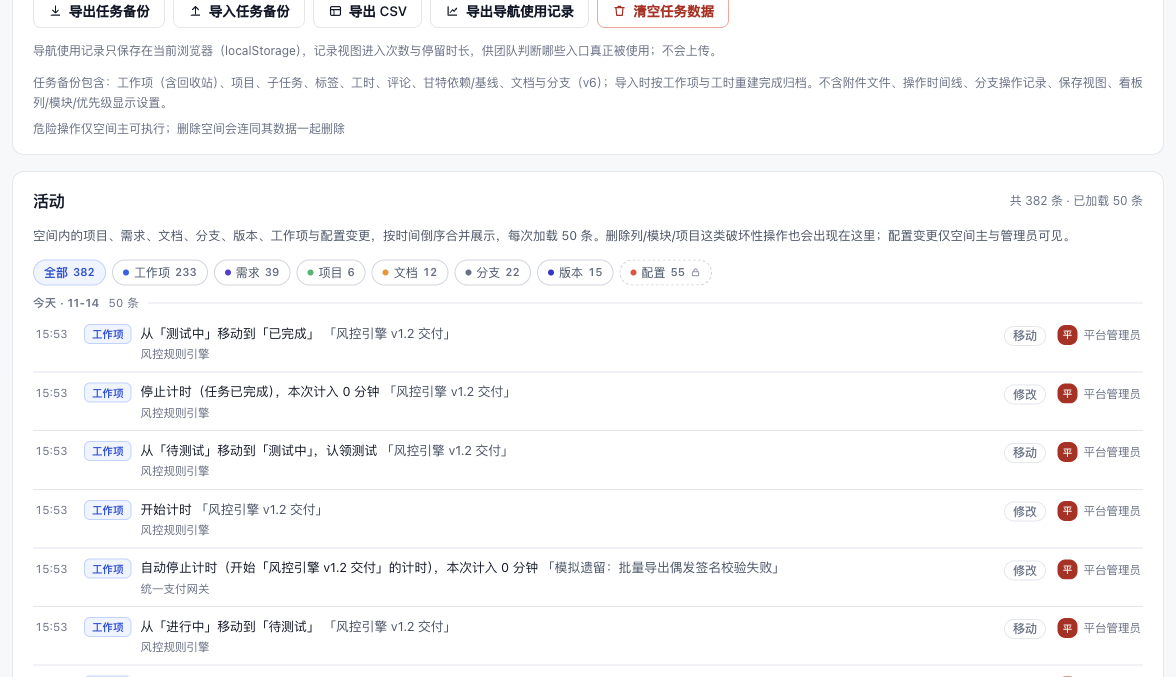 导出任务备份 导入任务备份 导出 CSV 导出导航使用记录 清空任务数据
导航使用记录只保存在当前浏览器（localStorage），记录视图进入次数与停留时长，供团队判断哪些入口真正被使用；不会上传。
任务备份包含：工作项（含回收站）、项目、子任务、标签、工时、评论、甘特依赖/基线、文档与分支（v6）；导入时按工作项与工时重建完成归档。不含附件文件、操作时间线、分支操作记录、保存视图、看板
列/模块/优先级显示设置。
危险操作仅空间主可执行；删除空间会连同其数据一起删除
活动 共 382 条 · 已加载 50 条
空间内的项目、需求、文档、分支、版本、工作项与配置变更，按时间倒序合并展示，每次加载 50 条。删除列/模块/项目这类破坏性操作也会出现在这里；配置变更仅空间主与管理员可见。
全部 382 工作项 233 需求 39 项目 6 文档 12 分支 22 版本 15 配置 55
今天 · 11-14 50 条
15:53 工作项 从「测试中」移动到「已完成」 「风控引擎 v1.2 交付」 移动 平 平台管理员
风控规则引擎
15:53 工作项 停止计时（任务已完成），本次计入 0 分钟 「风控引擎 v1.2 交付」 修改 平 平台管理员
风控规则引擎
15:53 工作项 从「待测试」移动到「测试中」，认领测试 「风控引擎 v1.2 交付」 移动 平 平台管理员
风控规则引擎
15:53 工作项 开始计时 「风控引擎 v1.2 交付」 修改 平 平台管理员
风控规则引擎
15:53 工作项 自动停止计时（开始「风控引擎 v1.2 交付」的计时），本次计入 0 分钟 「模拟遗留：批量导出偶发签名校验失败」 修改 平 平台管理员
统一支付网关
15:53 工作项 从「进行中」移动到「待测试」 「风控引擎 v1.2 交付」 移动 平 平台管理员
风控规则引擎